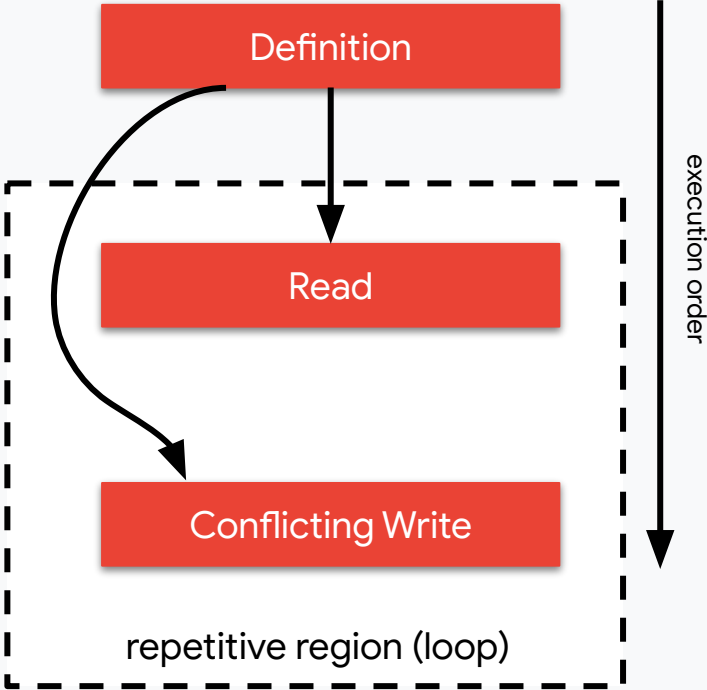 Definition
execution order
Read
Conflicting Write
repetitive region (loop)